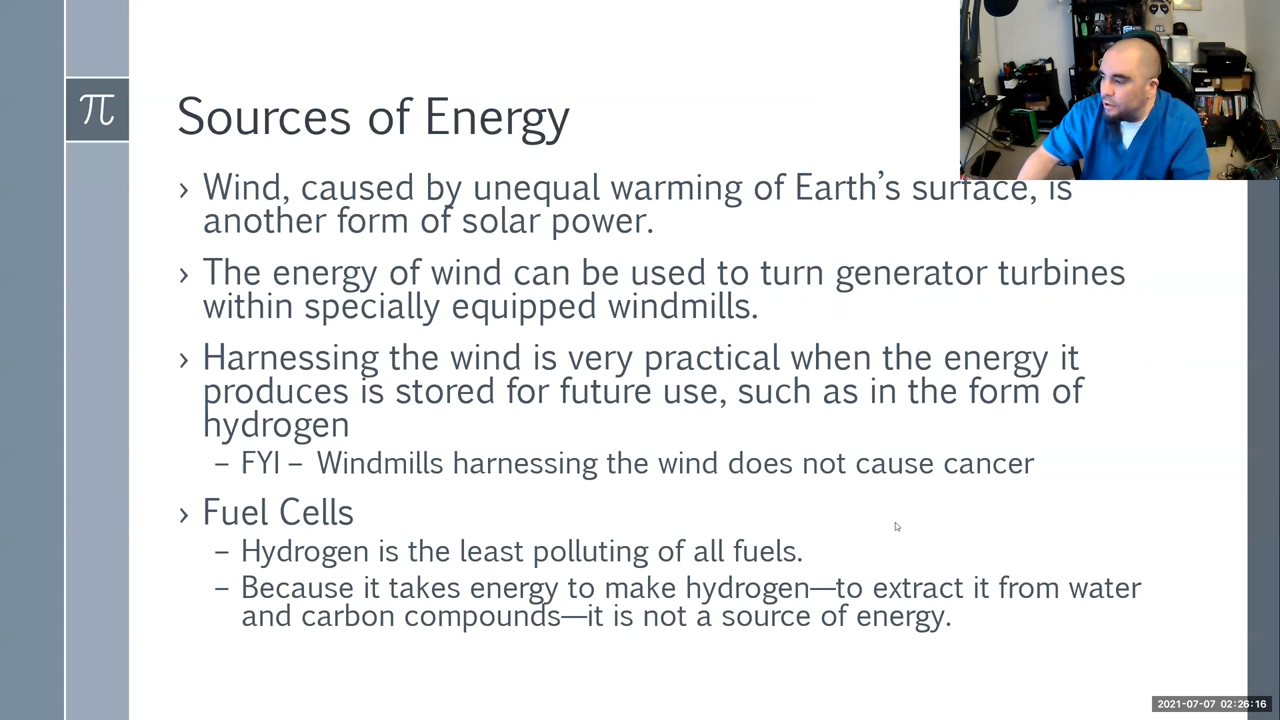 π
Sources of Energy
› Wind, caused by unequal warming of Earth’s surface, is
another form of solar power.
› The energy of wind can be used to turn generator turbines
within specially equipped windmills.
› Harnessing the wind is very practical when the energy it
produces is stored for future use, such as in the form of
hydrogen
– FYI – Windmills harnessing the wind does not cause cancer
› Fuel Cells
– Hydrogen is the least polluting of all fuels.
– Because it takes energy to make hydrogen—to extract it from water
and carbon compounds—it is not a source of energy.
2021-07-07 02:26:16